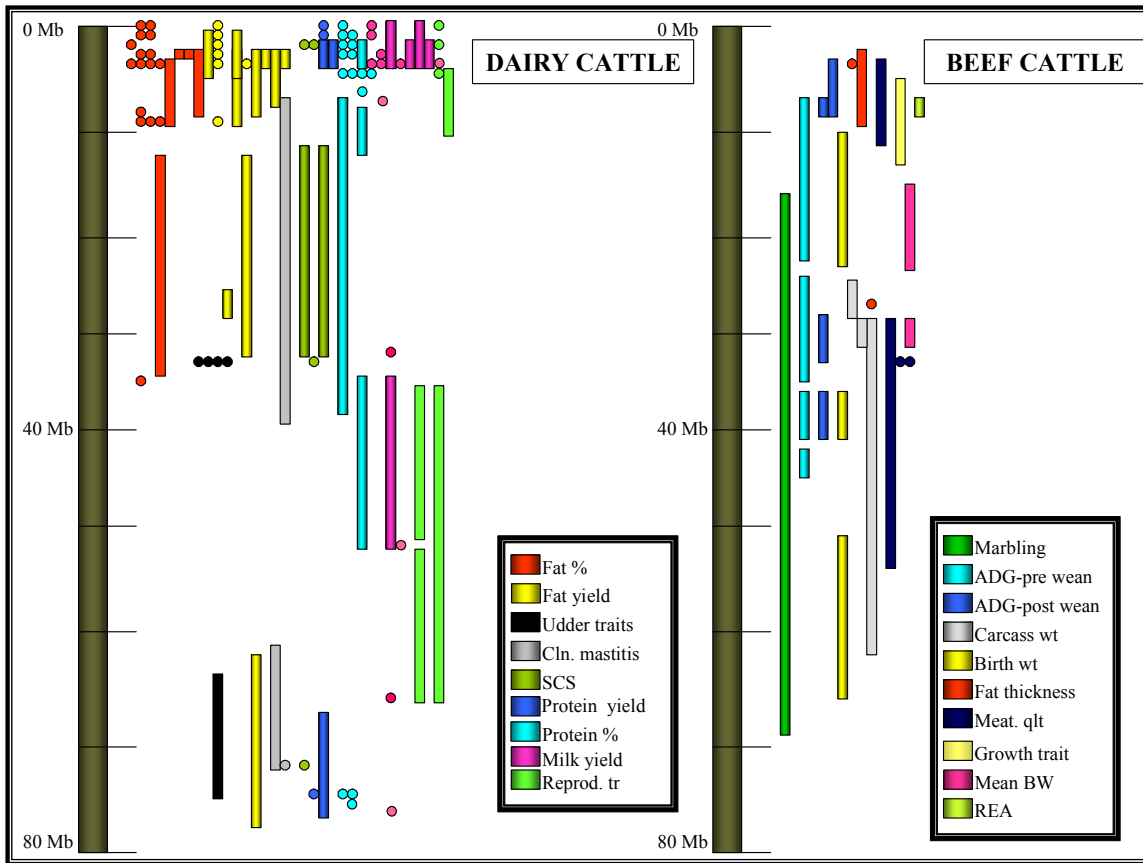 0 Mb
DAIRY CATTLE
40 Mb
80 Mb
Fat %
Fat yield
Udder traits
Cln. mastitis
SCS
Protein yield
Protein %
Milk yield
Reprod. tr
0 Mb
BEEF CATTLE
40 Mb
80 Mb
Marbling
ADG-pre wean
ADG-post wean
Carcass wt
Birth wt
Fat thickness
Meat. qlt
Growth trait
Mean BW
REA